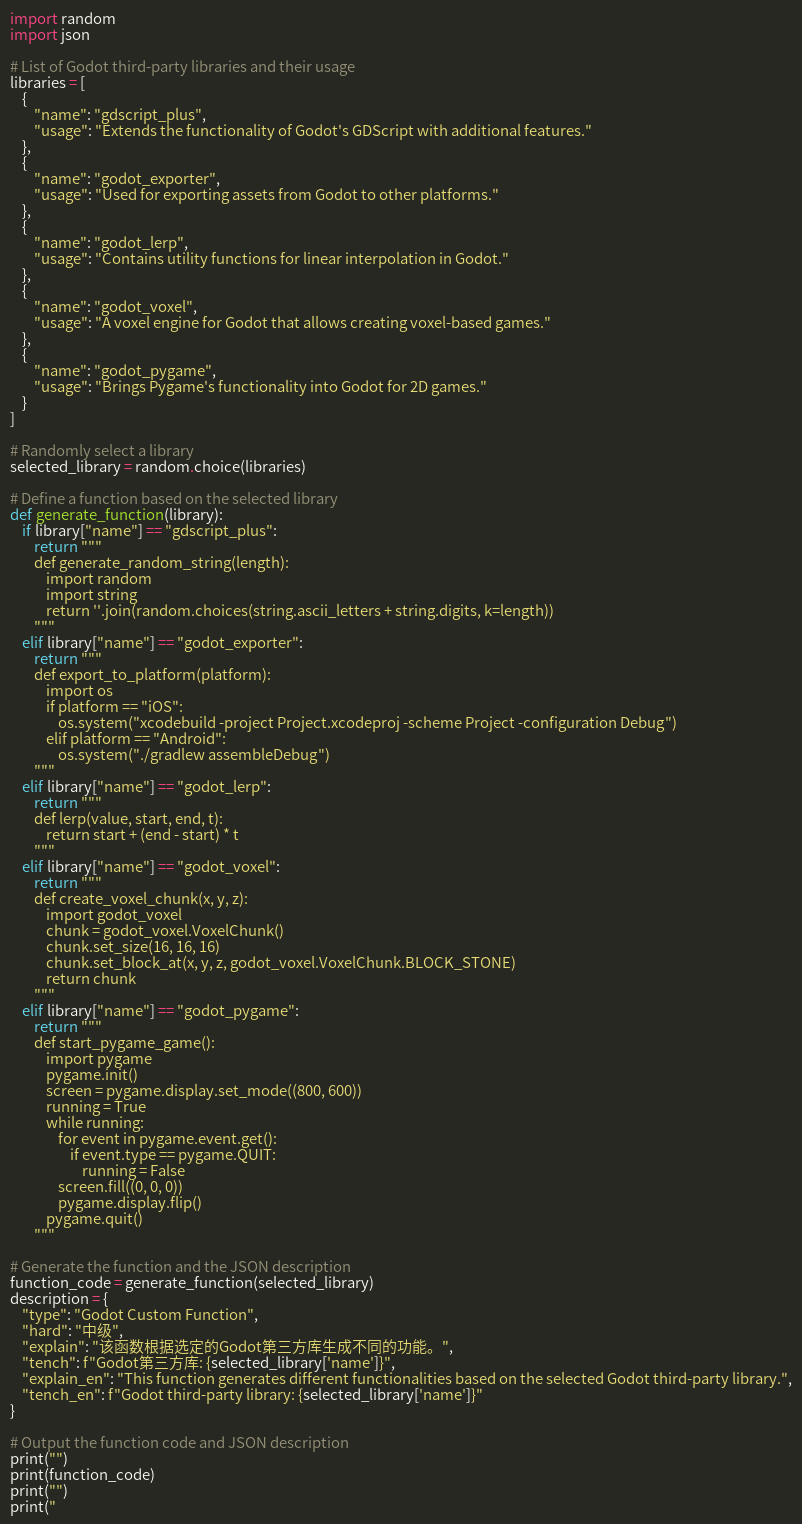 import random
import json

# List of Godot third-party libraries and their usage
libraries = [
    {
        "name": "gdscript_plus",
        "usage": "Extends the functionality of Godot's GDScript with additional features."
    },
    {
        "name": "godot_exporter",
        "usage": "Used for exporting assets from Godot to other platforms."
    },
    {
        "name": "godot_lerp",
        "usage": "Contains utility functions for linear interpolation in Godot."
    },
    {
        "name": "godot_voxel",
        "usage": "A voxel engine for Godot that allows creating voxel-based games."
    },
    {
        "name": "godot_pygame",
        "usage": "Brings Pygame's functionality into Godot for 2D games."
    }
]

# Randomly select a library
selected_library = random.choice(libraries)

# Define a function based on the selected library
def generate_function(library):
    if library["name"] == "gdscript_plus":
        return """
        def generate_random_string(length):
            import random
            import string
            return ''.join(random.choices(string.ascii_letters + string.digits, k=length))
        """
    elif library["name"] == "godot_exporter":
        return """
        def export_to_platform(platform):
            import os
            if platform == "iOS":
                os.system("xcodebuild -project Project.xcodeproj -scheme Project -configuration Debug")
            elif platform == "Android":
                os.system("./gradlew assembleDebug")
        """
    elif library["name"] == "godot_lerp":
        return """
        def lerp(value, start, end, t):
            return start + (end - start) * t
        """
    elif library["name"] == "godot_voxel":
        return """
        def create_voxel_chunk(x, y, z):
            import godot_voxel
            chunk = godot_voxel.VoxelChunk()
            chunk.set_size(16, 16, 16)
            chunk.set_block_at(x, y, z, godot_voxel.VoxelChunk.BLOCK_STONE)
            return chunk
        """
    elif library["name"] == "godot_pygame":
        return """
        def start_pygame_game():
            import pygame
            pygame.init()
            screen = pygame.display.set_mode((800, 600))
            running = True
            while running:
                for event in pygame.event.get():
                    if event.type == pygame.QUIT:
                        running = False
                screen.fill((0, 0, 0))
                pygame.display.flip()
            pygame.quit()
        """

# Generate the function and the JSON description
function_code = generate_function(selected_library)
description = {
    "type": "Godot Custom Function",
    "hard": "中级",
    "explain": "该函数根据选定的Godot第三方库生成不同的功能。",
    "tench": f"Godot第三方库: {selected_library['name']}",
    "explain_en": "This function generates different functionalities based on the selected Godot third-party library.",
    "tench_en": f"Godot third-party library: {selected_library['name']}"
}

# Output the function code and JSON description
print("")
print(function_code)
print("")
print("